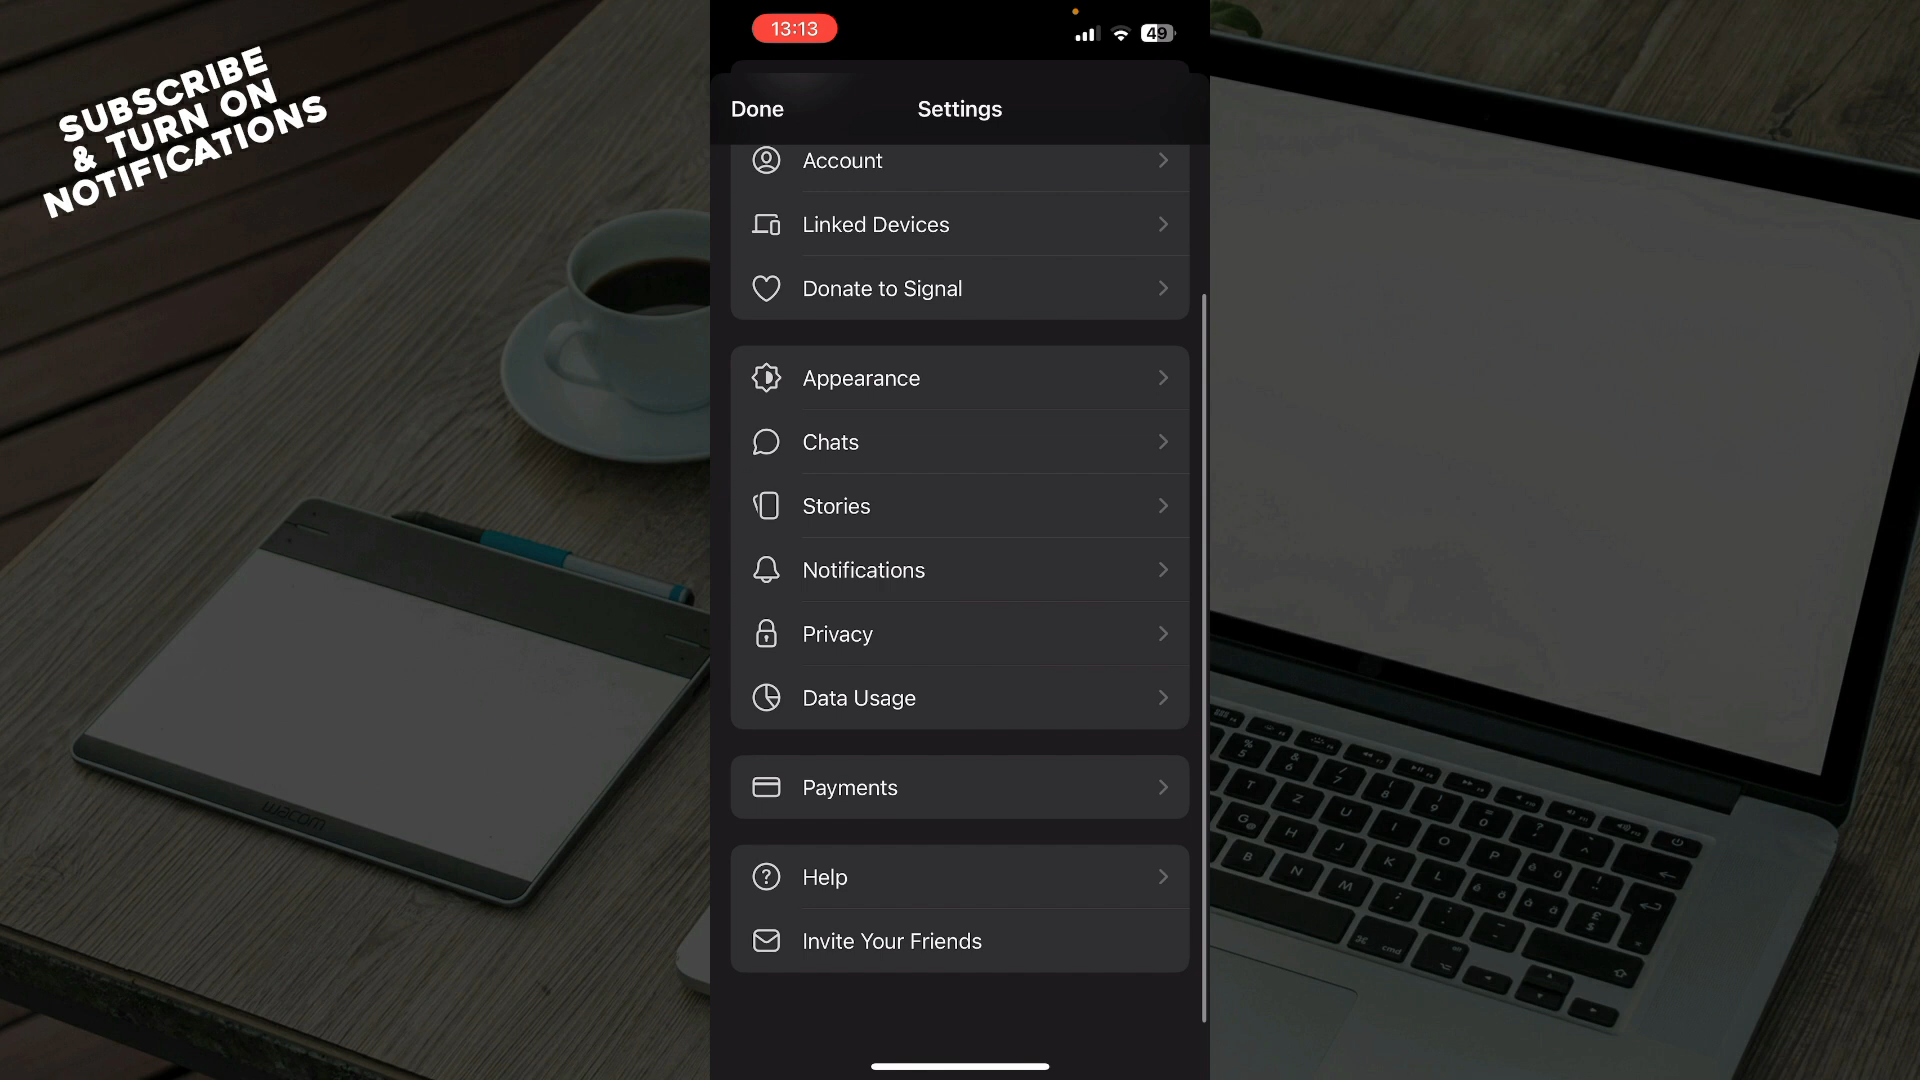 SUBSCRIBE
& TURN ON
NOTIFICATIONS
13:13
49
Done
Settings
Account
Linked Devices
Donate to Signal
Appearance
Chats
Stories
Notifications
Privacy
Data Usage
Payments
Help
Invite Your Friends
wacom